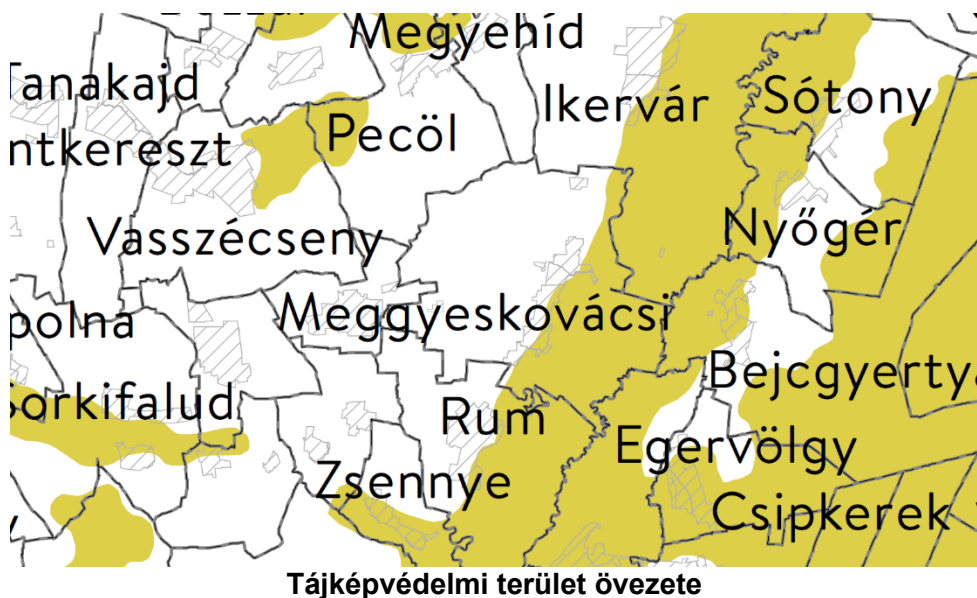 Megyehíd
Tanakajd
Ikervár
Sótony
Pecöl
ntkereszt
Nyőgér
Vasszécseny
Meggyeskovácsi
polna
Bejcgyertya
Sorkifalud
Rum
Egervölgy
Zsennye
Csipkerek
Tájképvédelmi terület övezete